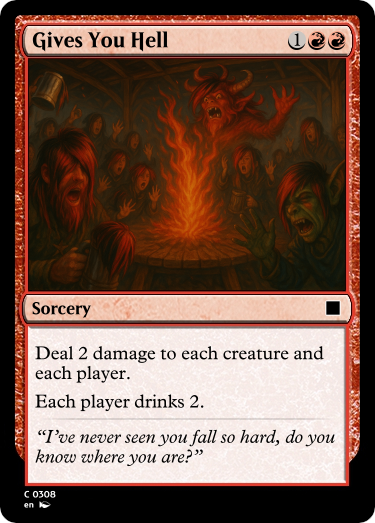 Gives You Hell 1
Sorcery
Deal 2 damage to each creature and
each player.
Each player drinks 2.
“I’ve never seen you fall so hard, do you
know where you are?”
C 0308
en